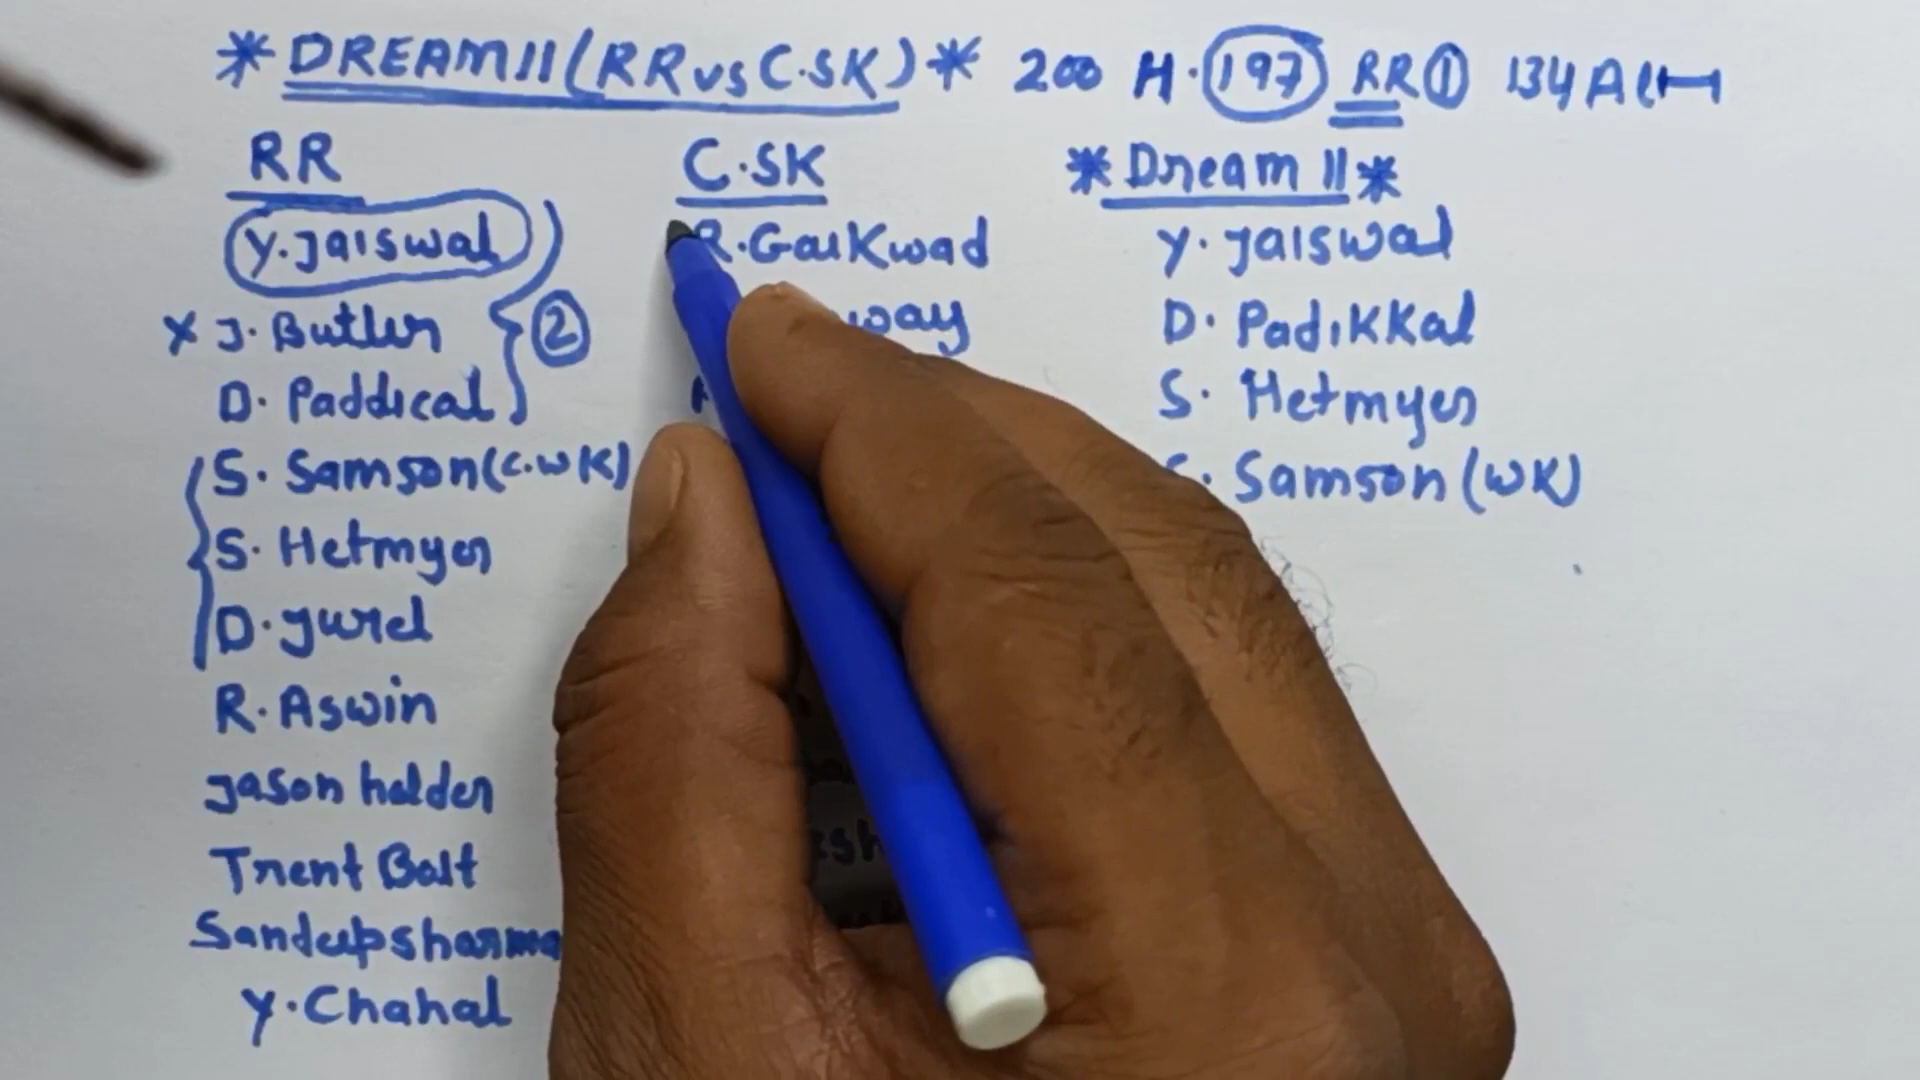 *DREAM11(RRvsC.SK)* 200 H.197 RR 1
RR
Y.Jaiswal
X J. Butler
D. Paddical
2
S. Samson(C.WK)
S. Hetmyer
D. Jurel
R. Aswin
Jason holder
Trent Bolt
Sandeepsharma
Y. Chahal
C.SK
R.Gaikwad
*Dream 11*
Y. Jaiswal
D. Padikkal
S. Hetmyer
S. Samson (WK)